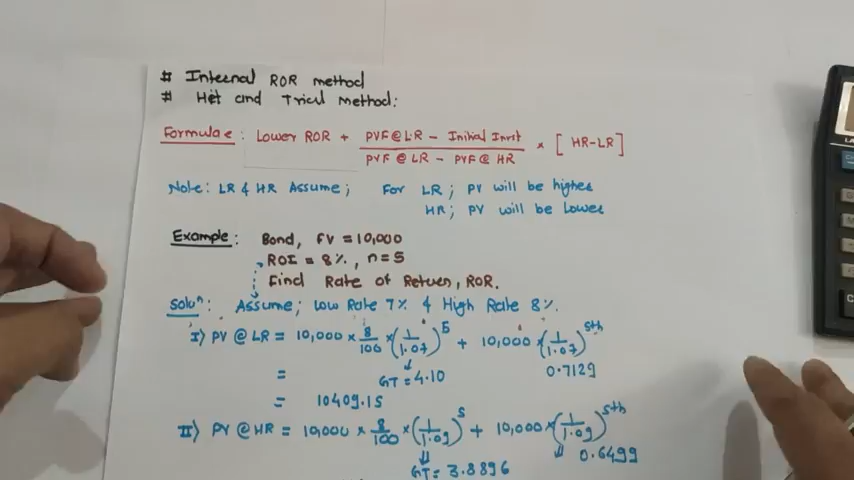 # Internal ROR method
# Het and Trial method:
Formulae: Lower ROR + PVF@LR - Initial Invt / PVF @ LR - PVF @ HR × [HR-LR]
Note: LR & HR Assume; For LR; PV will be higher
HR; PV will be Lower
Example: Bond, FV = 10,000
ROI = 8%, n=5
Find Rate of Return, ROR.
Soluⁿ: Assume; Low Rate 7% & High Rate 8%.
I) PV @ LR = 10,000 × 8/100 × (1/1.07)^5 + 10,000 × (1/1.07)^5th
= GT = 4.10 0.7129
= 10409.15
II) PV @ HR = 10,000 × 8/100 × (1/1.09)^5 + 10,000 × (1/1.09)^5th
GT = 3.8896 0.6499